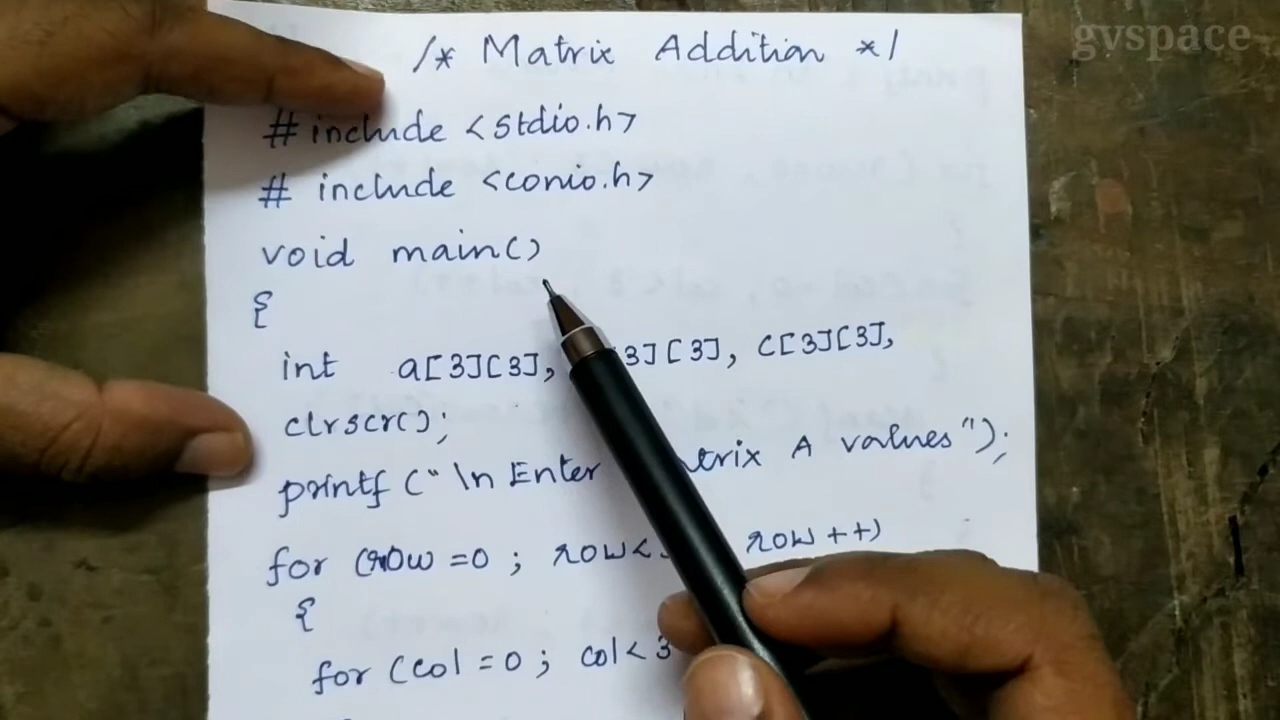 gvspace
/* Matrix Addition */
# include <stdio.h>
# include <conio.h>
void main()
{
int a[3][3], 3][3], c[3][3],
clrscr();
printf ("\n Enter A values");
for (row = 0 ; row < row ++)
{
for (col = 0 ; col < 3